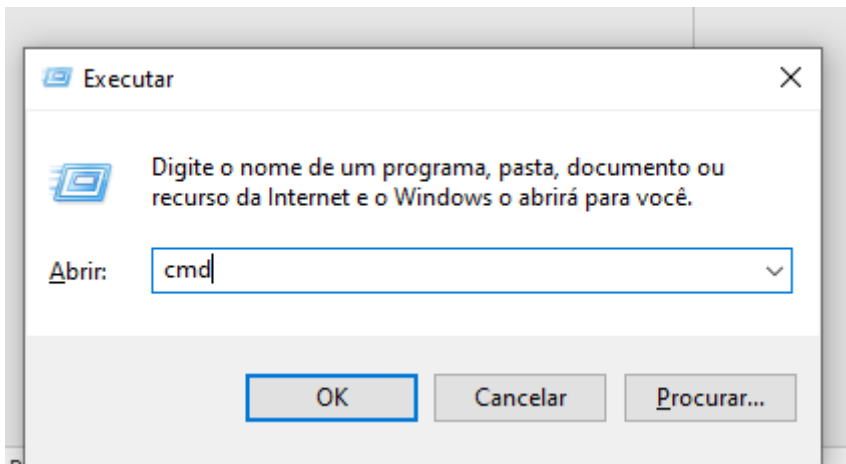 Executar
Digite o nome de um programa, pasta, documento ou
recurso da Internet e o Windows o abrirá para você.
Abrir:
cmd
OK
Cancelar
Procurar...